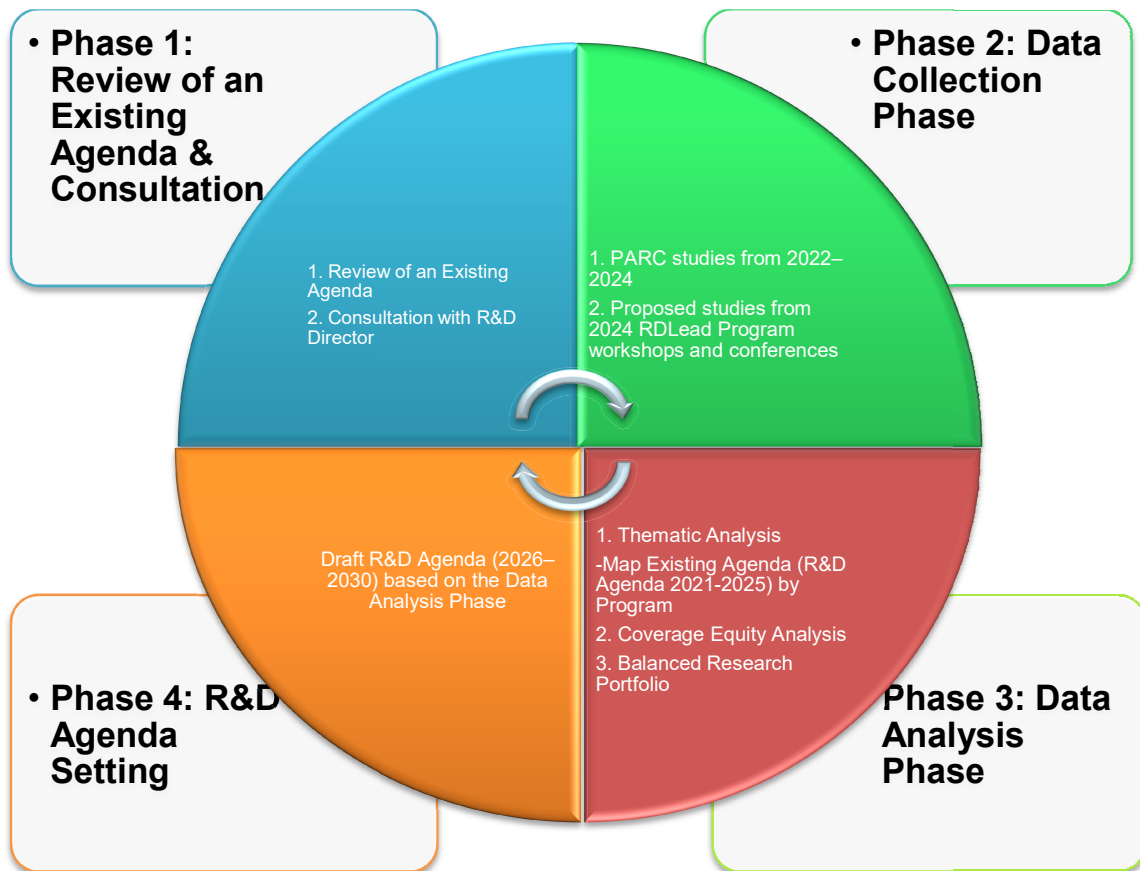 • Phase 1:
Review of an
Existing
Agenda &
Consultation
• Phase 2: Data
Collection
Phase
1. Review of an Existing
Agenda
2. Consultation with R&D
Director
1. PARC studies from 2022–
2024
2. Proposed studies from
2024 RDLead Program
workshops and conferences
Draft R&D Agenda (2026–
2030) based on the Data
Analysis Phase
1. Thematic Analysis
-Map Existing Agenda (R&D
Agenda 2021-2025) by
Program
2. Coverage Equity Analysis
3. Balanced Research
Portfolio
• Phase 4: R&D
Agenda
Setting
Phase 3: Data
Analysis
Phase